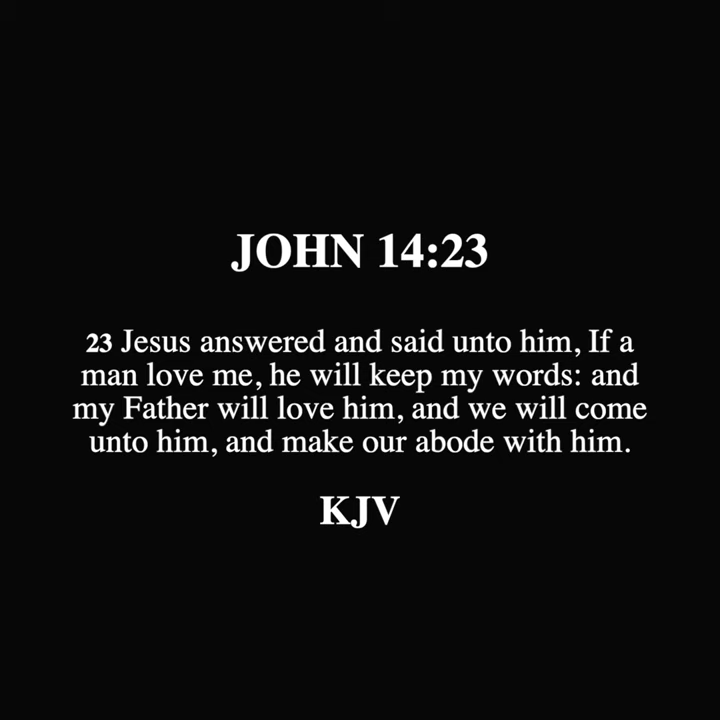 JOHN 14:23
23 Jesus answered and said unto him, If a
man love me, he will keep my words: and
my Father will love him, and we will come
unto him, and make our abode with him.
KJV